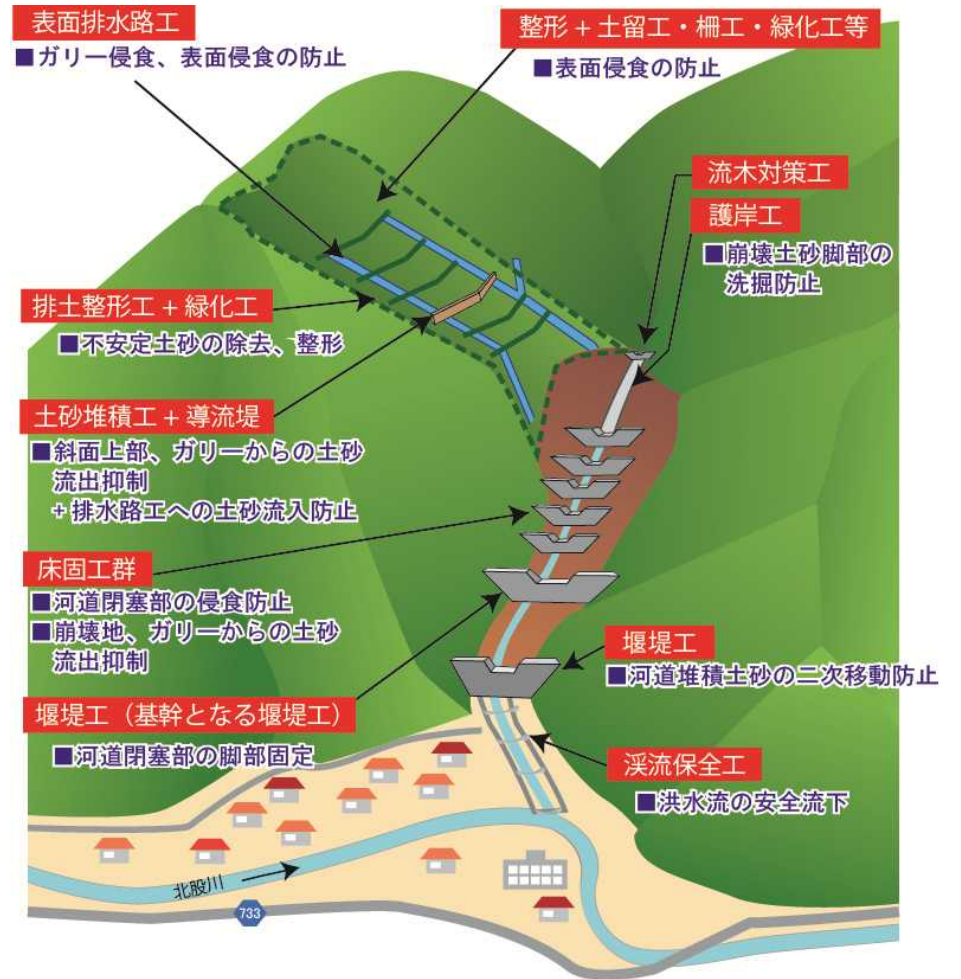 表面排水路工
■ガリー侵食、表面侵食の防止
整形 + 土留工・柵工・緑化工等
■表面侵食の防止
流木対策工
護岸工
■崩壊土砂脚部の
洗掘防止
排土整形工 + 緑化工
■不安定土砂の除去、整形
土砂堆積工 + 導流堤
■斜面上部、ガリーからの土砂
流出抑制
+ 排水路工への土砂流入防止
床固工群
■河道閉塞部の侵食防止
■崩壊地、ガリーからの土砂
流出抑制
堰堤工
■河道堆積土砂の二次移動防止
堰堤工（基幹となる堰堤工）
■河道閉塞部の脚部固定
渓流保全工
■洪水流の安全流下
北股川
733